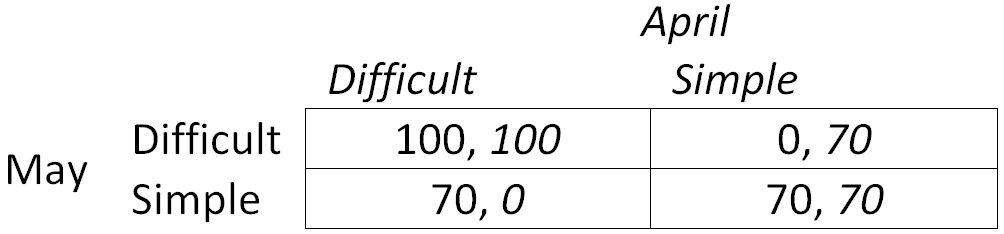 April
Difficult Simple
May
Difficult 100, 100 0, 70
Simple 70, 0 70, 70